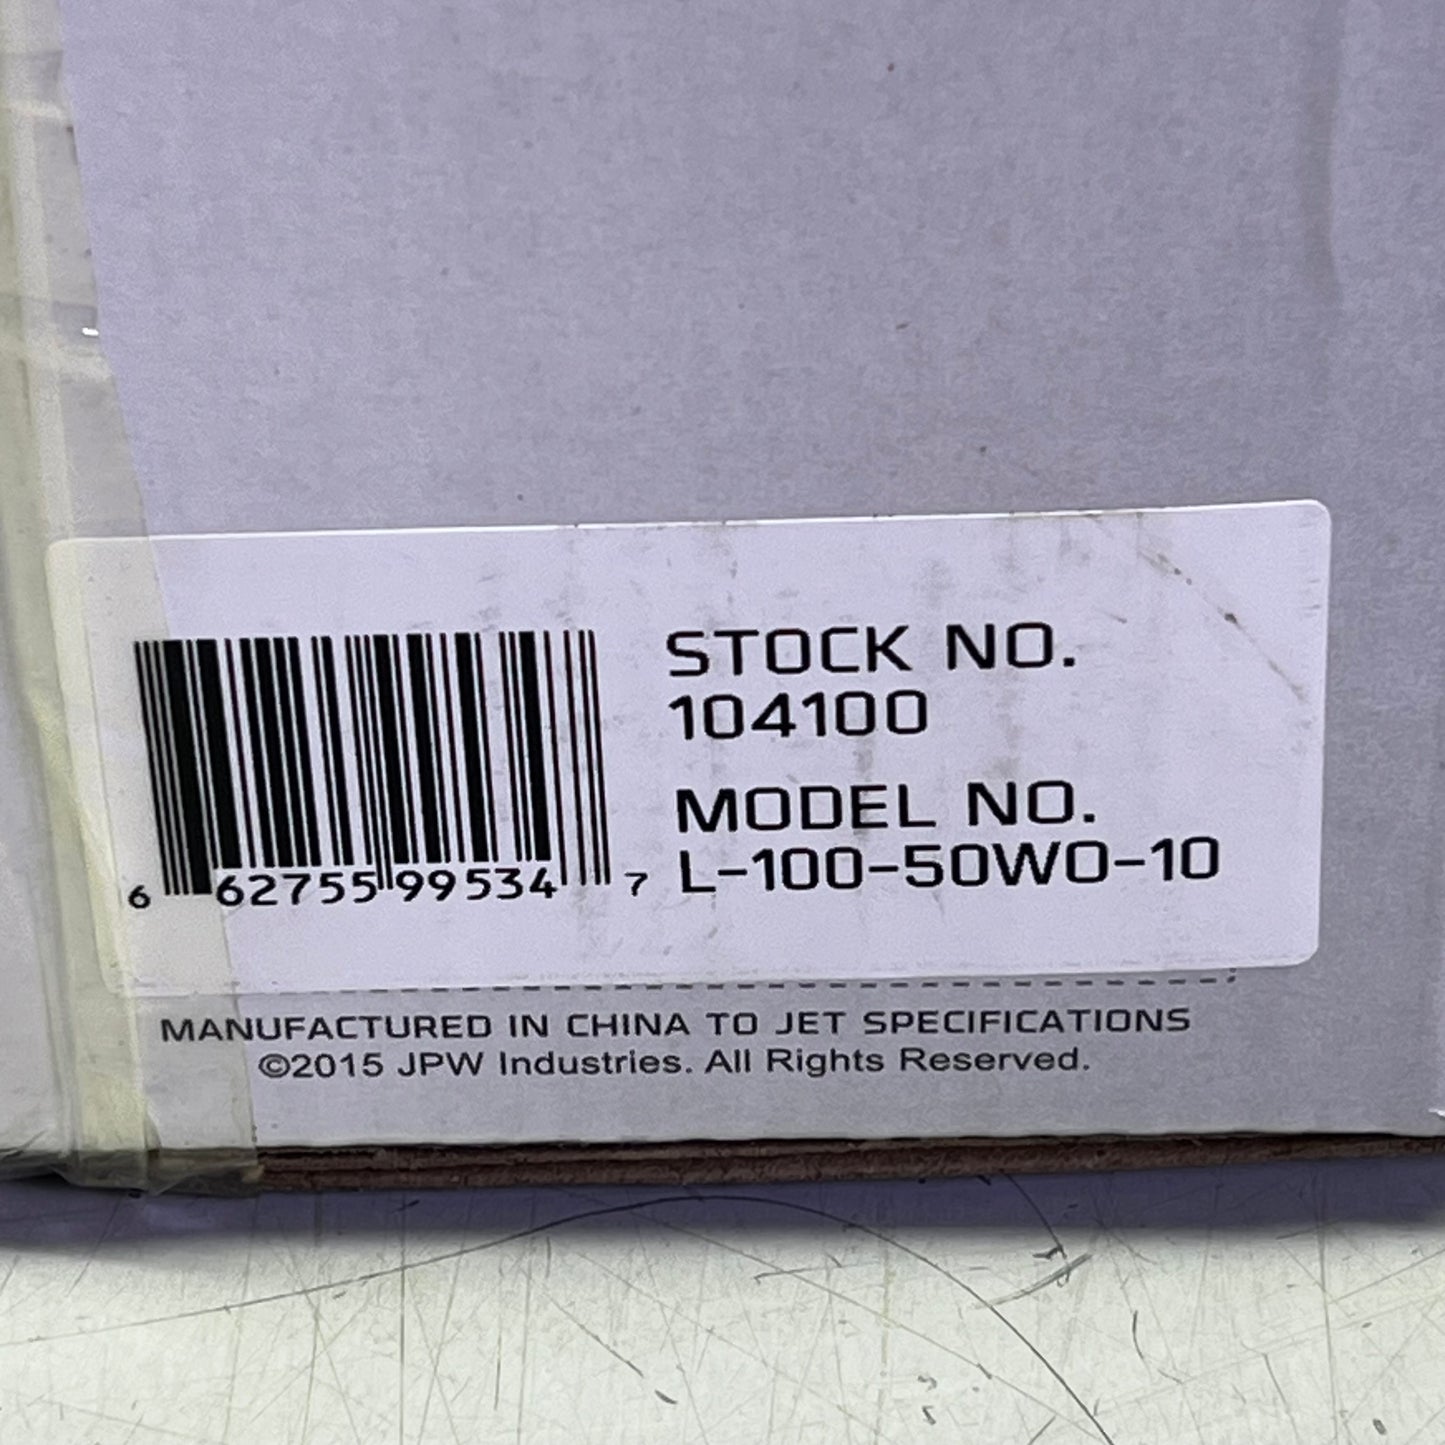 STOCK NO.
104100
MODEL NO.
L-100-50WO-10
6 62755 99534 7
MANUFACTURED IN CHINA TO JET SPECIFICATIONS
©2015 JPW Industries. All Rights Reserved.